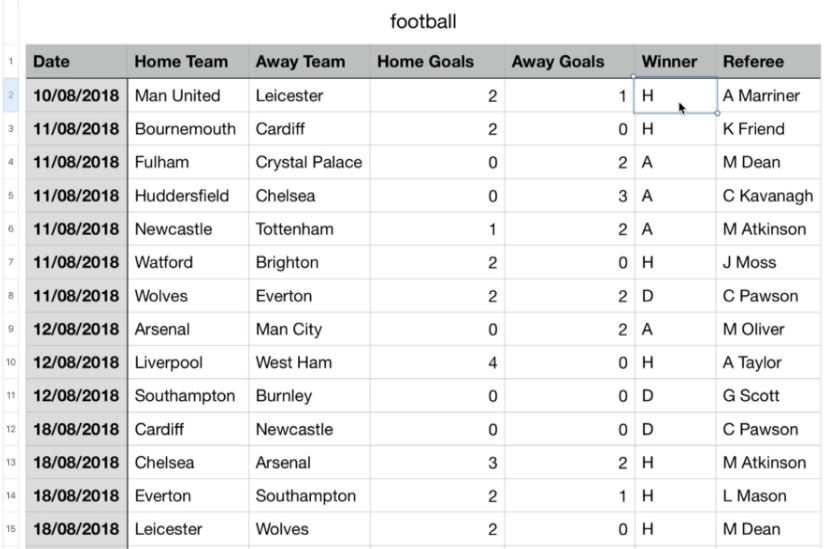 football
1 Date Home Team Away Team Home Goals Away Goals Winner Referee
2 10/08/2018 Man United Leicester 2 1 H A Marriner
3 11/08/2018 Bournemouth Cardiff 2 0 H K Friend
4 11/08/2018 Fulham Crystal Palace 0 2 A M Dean
5 11/08/2018 Huddersfield Chelsea 0 3 A C Kavanagh
6 11/08/2018 Newcastle Tottenham 1 2 A M Atkinson
7 11/08/2018 Watford Brighton 2 0 H J Moss
8 11/08/2018 Wolves Everton 2 2 D C Pawson
9 12/08/2018 Arsenal Man City 0 2 A M Oliver
10 12/08/2018 Liverpool West Ham 4 0 H A Taylor
11 12/08/2018 Southampton Burnley 0 0 D G Scott
12 18/08/2018 Cardiff Newcastle 0 0 D C Pawson
13 18/08/2018 Chelsea Arsenal 3 2 H M Atkinson
14 18/08/2018 Everton Southampton 2 1 H L Mason
15 18/08/2018 Leicester Wolves 2 0 H M Dean